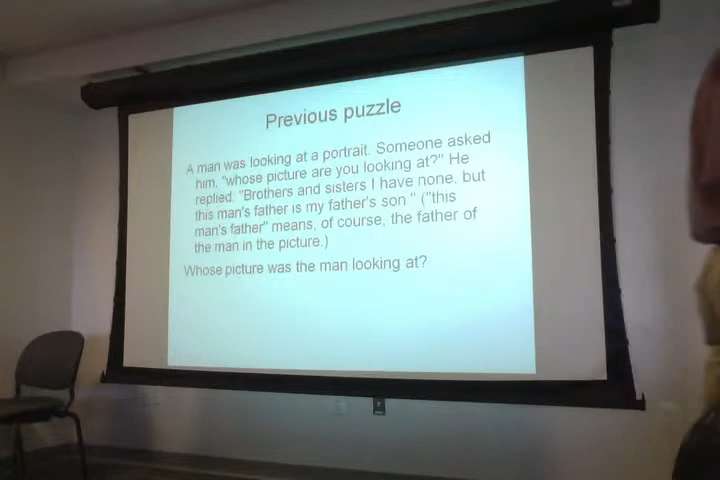 Previous puzzle
A man was looking at a portrait. Someone asked
him, "whose picture are you looking at?" He
replied: "Brothers and sisters I have none, but
this man's father is my father's son." ("this
man's father" means, of course, the father of
the man in the picture.)
Whose picture was the man looking at?